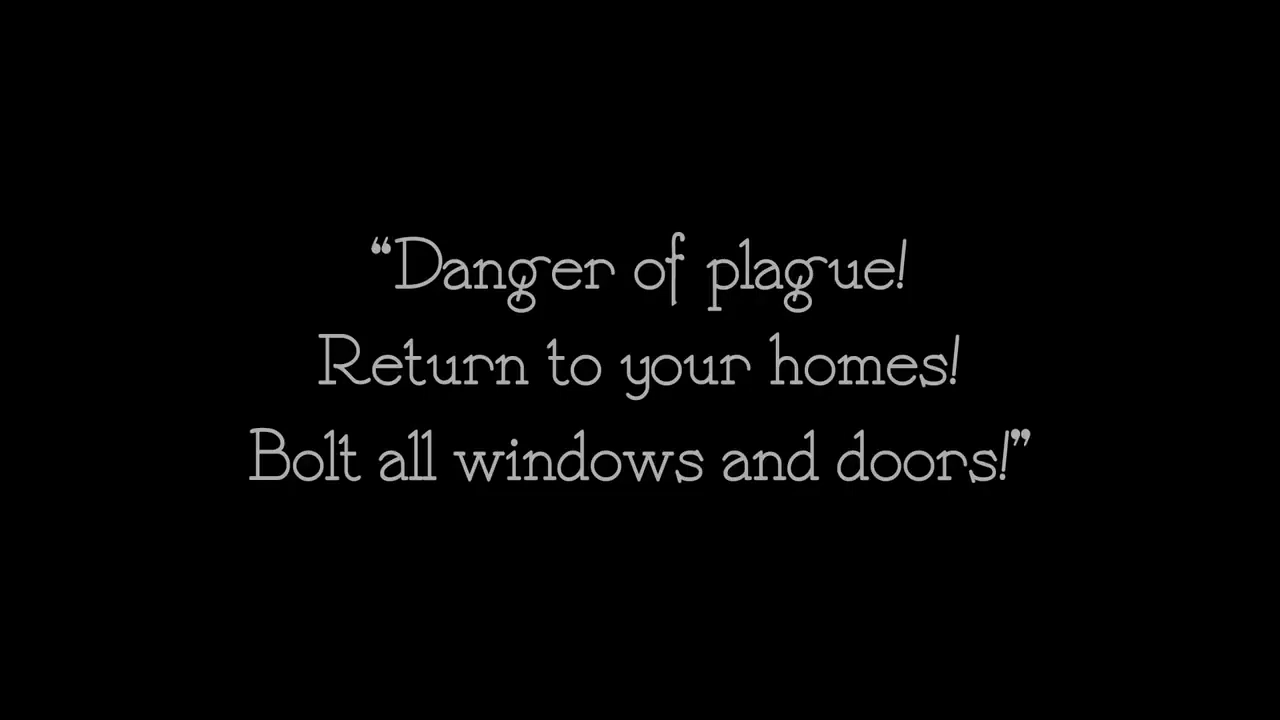 “Danger of plague!
Return to your homes!
Bolt all windows and doors!”